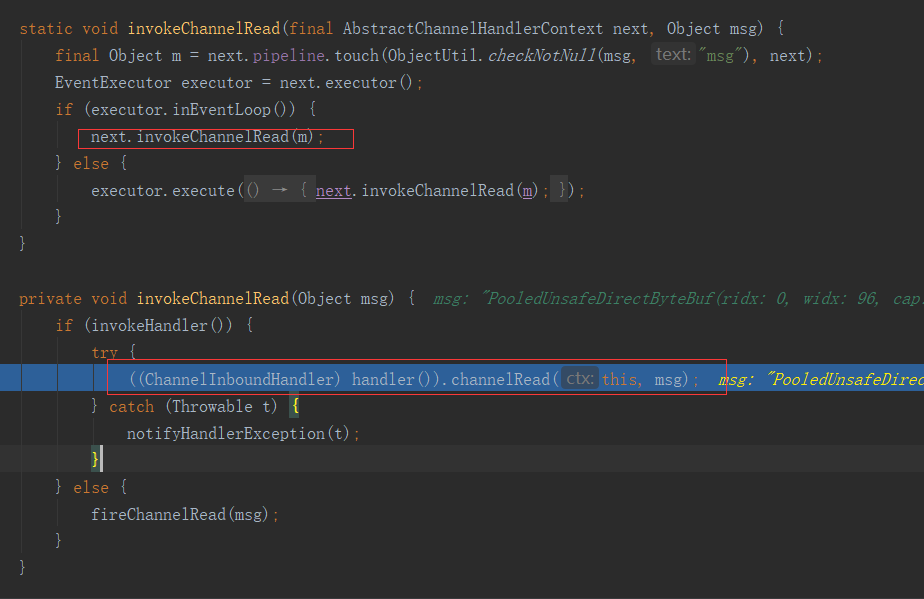 static void invokeChannelRead(final AbstractChannelHandlerContext next, Object msg) {
final Object m = next.pipeline.touch(ObjectUtil.checkNotNull(msg, text: "msg"), next);
EventExecutor executor = next.executor();
if (executor.inEventLoop()) {
next.invokeChannelRead(m);
} else {
executor.execute(() → { next.invokeChannelRead(m); });
}
}
private void invokeChannelRead(Object msg) { msg: "PooledUnsafeDirectByteBuf(ridx: 0, widx: 96, cap:
if (invokeHandler()) {
try {
((ChannelInboundHandler) handler()).channelRead( ctx: this, msg); msg: "PooledUnsafeDirec
} catch (Throwable t) {
notifyHandlerException(t);
}
} else {
fireChannelRead(msg);
}
}